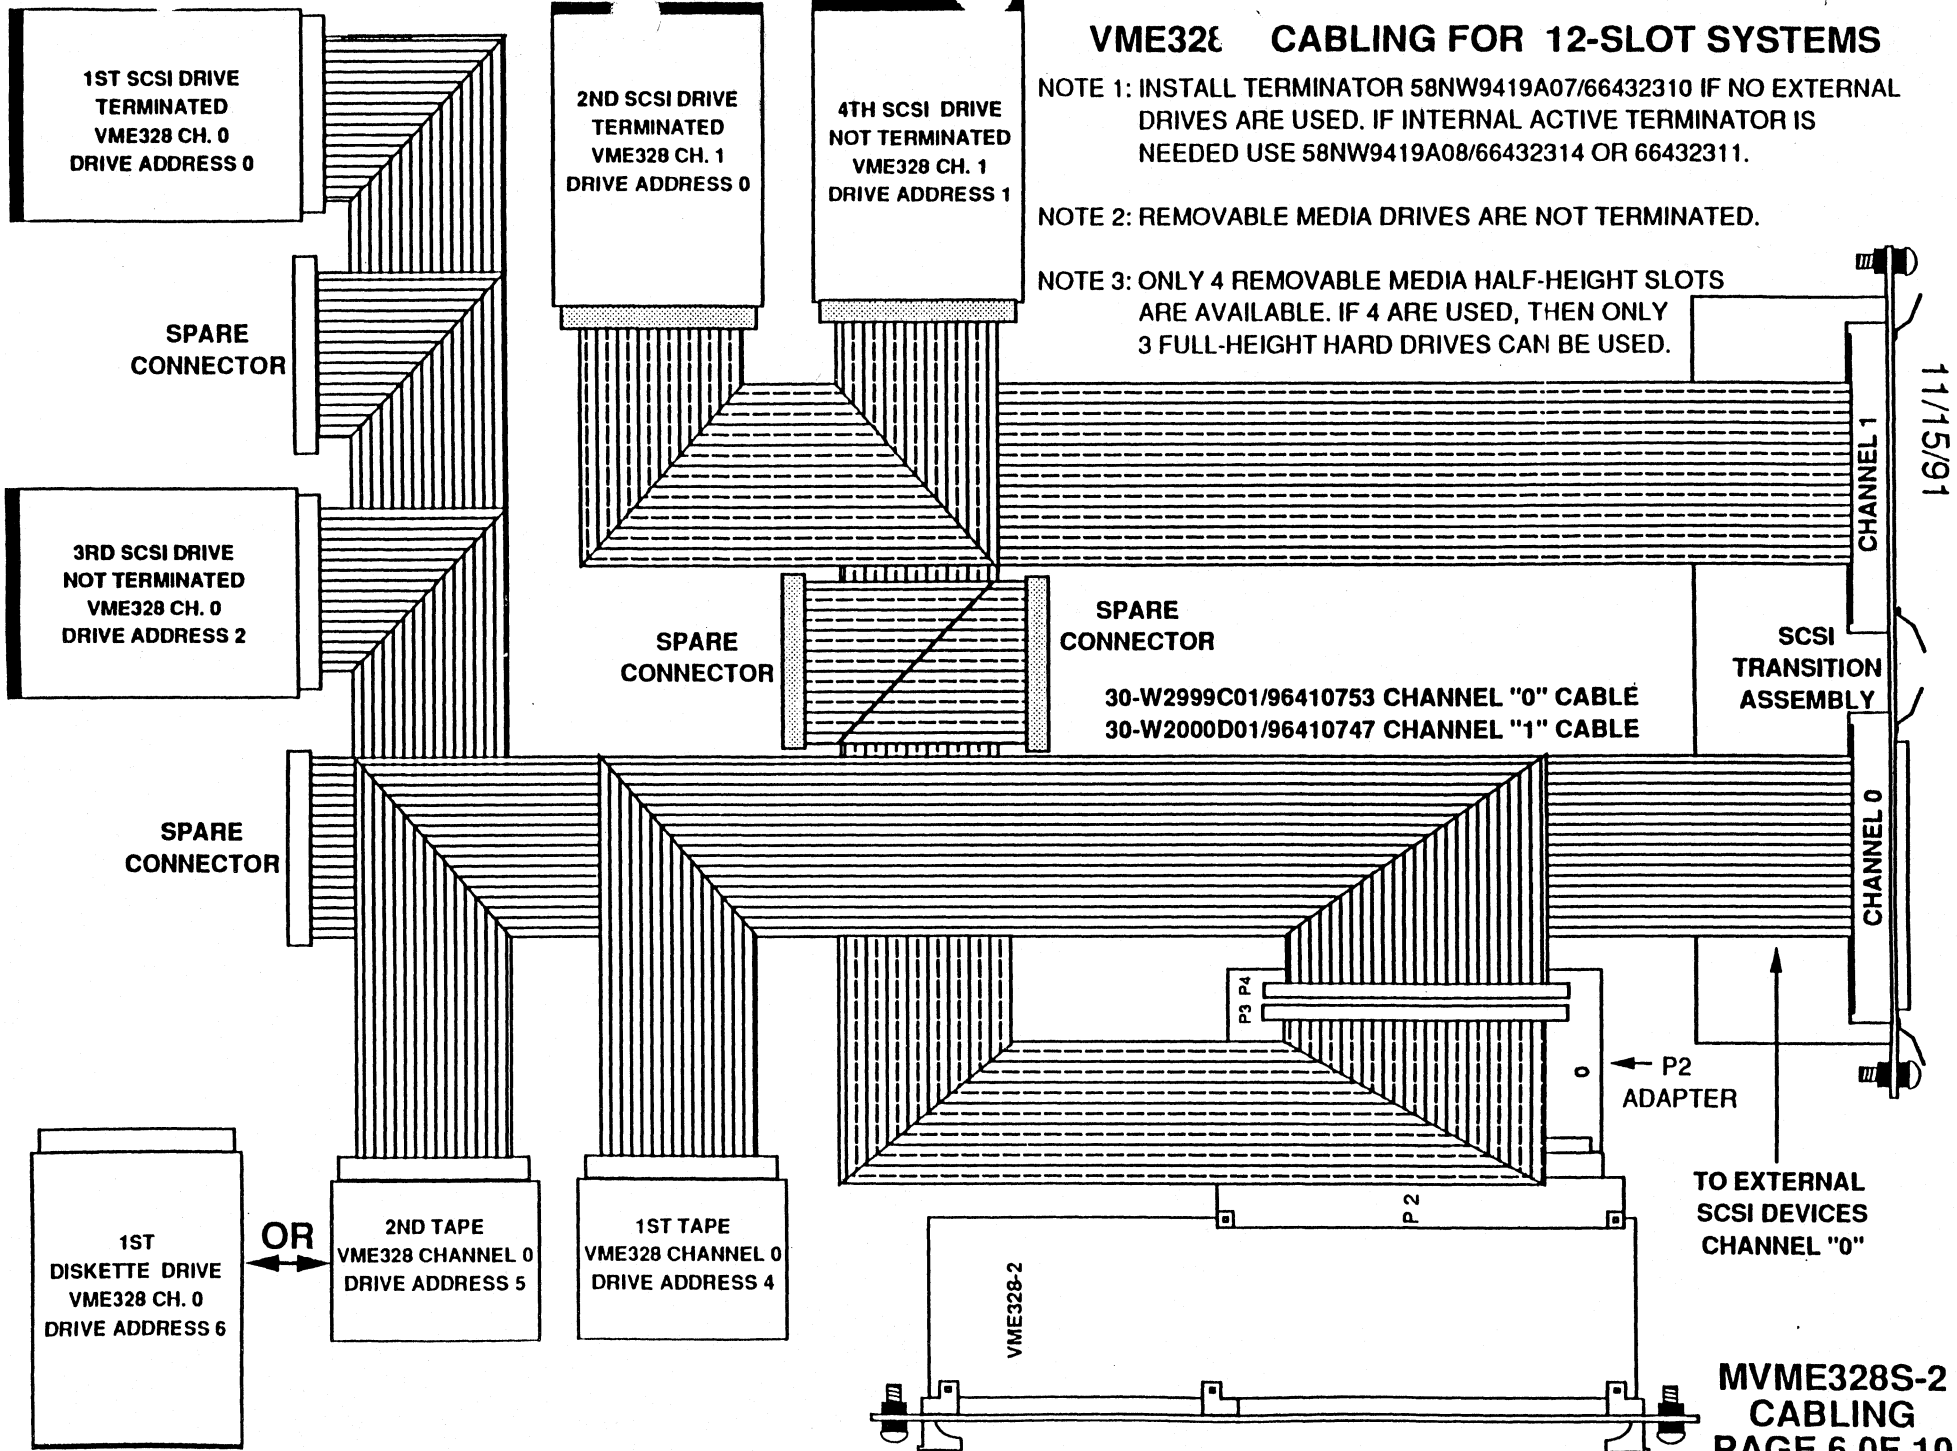 VME328 CABLING FOR 12-SLOT SYSTEMS
NOTE 1: INSTALL TERMINATOR 58NW9419A07/66432310 IF NO EXTERNAL
DRIVES ARE USED. IF INTERNAL ACTIVE TERMINATOR IS
NEEDED USE 58NW9419A08/66432314 OR 66432311.
NOTE 2: REMOVABLE MEDIA DRIVES ARE NOT TERMINATED.
NOTE 3: ONLY 4 REMOVABLE MEDIA HALF-HEIGHT SLOTS
ARE AVAILABLE. IF 4 ARE USED, THEN ONLY
3 FULL-HEIGHT HARD DRIVES CAN BE USED.
1ST SCSI DRIVE
TERMINATED
VME328 CH. 0
DRIVE ADDRESS 0
2ND SCSI DRIVE
TERMINATED
VME328 CH. 1
DRIVE ADDRESS 0
4TH SCSI DRIVE
NOT TERMINATED
VME328 CH. 1
DRIVE ADDRESS 1
SPARE
CONNECTOR
11/15/91
CHANNEL 1
3RD SCSI DRIVE
NOT TERMINATED
VME328 CH. 0
DRIVE ADDRESS 2
SPARE
CONNECTOR
SPARE
CONNECTOR
SCSI
TRANSITION
ASSEMBLY
30-W2999C01/96410753 CHANNEL "0" CABLE
30-W2000D01/96410747 CHANNEL "1" CABLE
SPARE
CONNECTOR
CHANNEL 0
P3 P4
0
P2
ADAPTER
TO EXTERNAL
SCSI DEVICES
CHANNEL "0"
P2
1ST
DISKETTE DRIVE
VME328 CH. 0
DRIVE ADDRESS 6
OR
2ND TAPE
VME328 CHANNEL 0
DRIVE ADDRESS 5
1ST TAPE
VME328 CHANNEL 0
DRIVE ADDRESS 4
VME328-2
MVME328S-2
CABLING
PAGE 6 OF 10